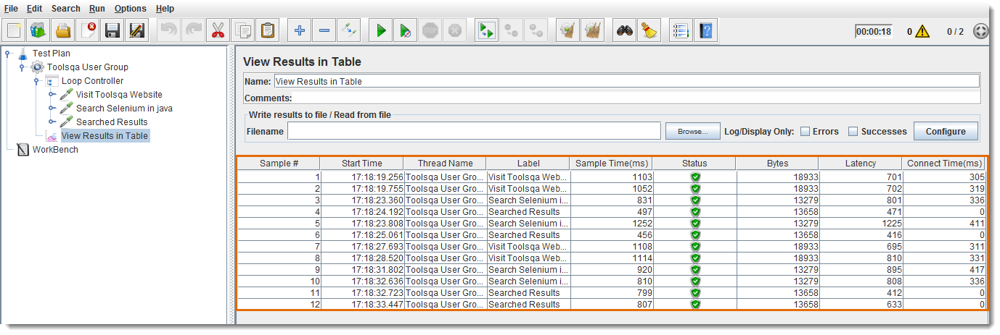 File Edit Search Run Options Help
STOP 00:00:18 0 0 / 2
Test Plan
Toolsqa User Group
Loop Controller
Visit Toolsqa Website
Search Selenium in java
Searched Results
View Results in Table
WorkBench
View Results in Table
Name: View Results in Table
Comments:
Write results to file / Read from file
Filename Browse... Log/Display Only: Errors Successes Configure
Sample # Start Time Thread Name Label Sample Time(ms) Status Bytes Latency Connect Time(ms)
1 17:18:19.256 Toolsqa User Gro... Visit Toolsqa Web... 1103 18933 701 305
2 17:18:19.755 Toolsqa User Gro... Visit Toolsqa Web... 1052 18933 702 319
3 17:18:23.360 Toolsqa User Gro... Search Selenium i... 831 13279 801 336
4 17:18:24.192 Toolsqa User Gro... Searched Results 497 13658 471 0
5 17:18:23.808 Toolsqa User Gro... Search Selenium i... 1252 13279 1225 411
6 17:18:25.061 Toolsqa User Gro... Searched Results 456 13658 416 0
7 17:18:27.693 Toolsqa User Gro... Visit Toolsqa Web... 1108 18933 695 311
8 17:18:28.520 Toolsqa User Gro... Visit Toolsqa Web... 1114 18933 810 331
9 17:18:31.802 Toolsqa User Gro... Search Selenium i... 920 13279 895 417
10 17:18:32.636 Toolsqa User Gro... Search Selenium i... 810 13279 808 336
11 17:18:32.723 Toolsqa User Gro... Searched Results 799 13658 412 0
12 17:18:33.447 Toolsqa User Gro... Searched Results 807 13658 633 0